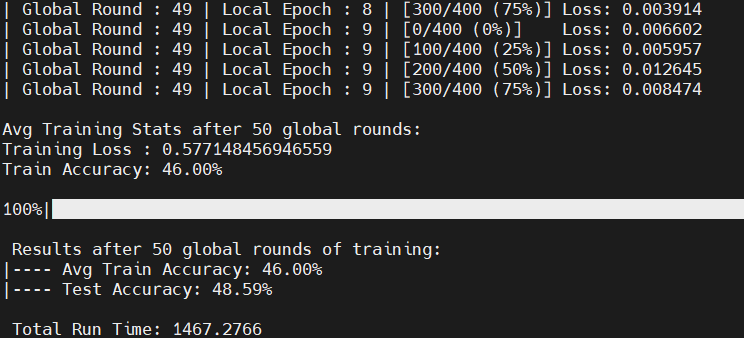 | Global Round : 49 | Local Epoch : 8 | [300/400 (75%)] Loss: 0.003914
| Global Round : 49 | Local Epoch : 9 | [0/400 (0%)]    Loss: 0.006602
| Global Round : 49 | Local Epoch : 9 | [100/400 (25%)] Loss: 0.005957
| Global Round : 49 | Local Epoch : 9 | [200/400 (50%)] Loss: 0.012645
| Global Round : 49 | Local Epoch : 9 | [300/400 (75%)] Loss: 0.008474
Avg Training Stats after 50 global rounds:
Training Loss : 0.577148456946559
Train Accuracy: 46.00%
100%|
Results after 50 global rounds of training:
|---- Avg Train Accuracy: 46.00%
|---- Test Accuracy: 48.59%
Total Run Time: 1467.2766